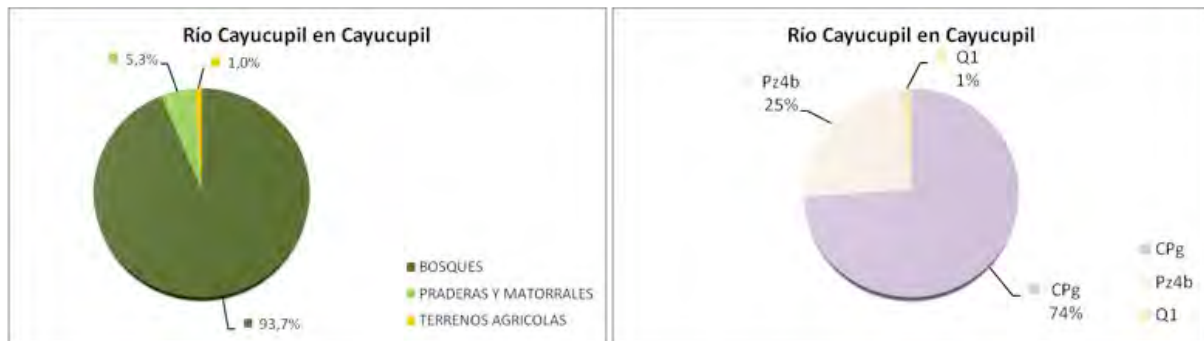 Río Cayucupil en Cayucupil
5,3%
1,0%
BOSQUES
PRADERAS Y MATORRALES
TERRENOS AGRICOLAS
93,7%
Río Cayucupil en Cayucupil
Q1
1%
Pz4b
25%
CPg
Pz4b
Q1
CPg
74%